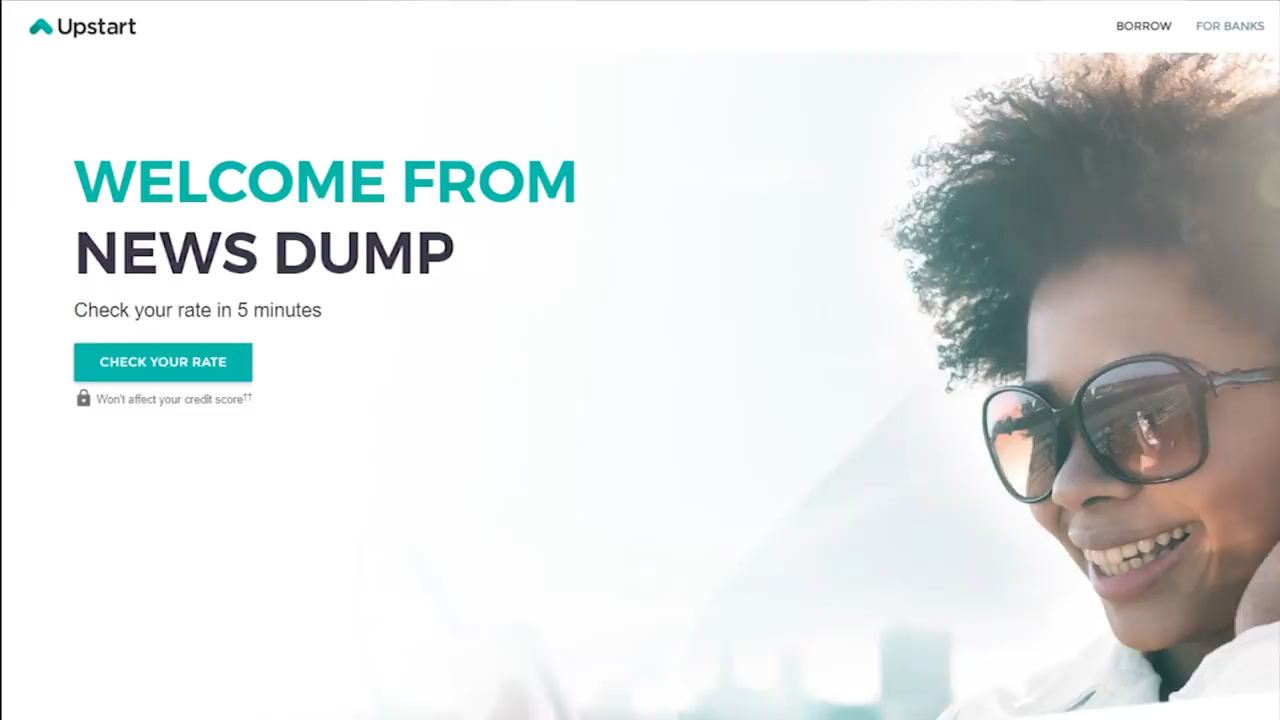 Upstart
BORROW
FOR BANKS
WELCOME FROM
NEWS DUMP
Check your rate in 5 minutes
CHECK YOUR RATE
Won't affect your credit score††